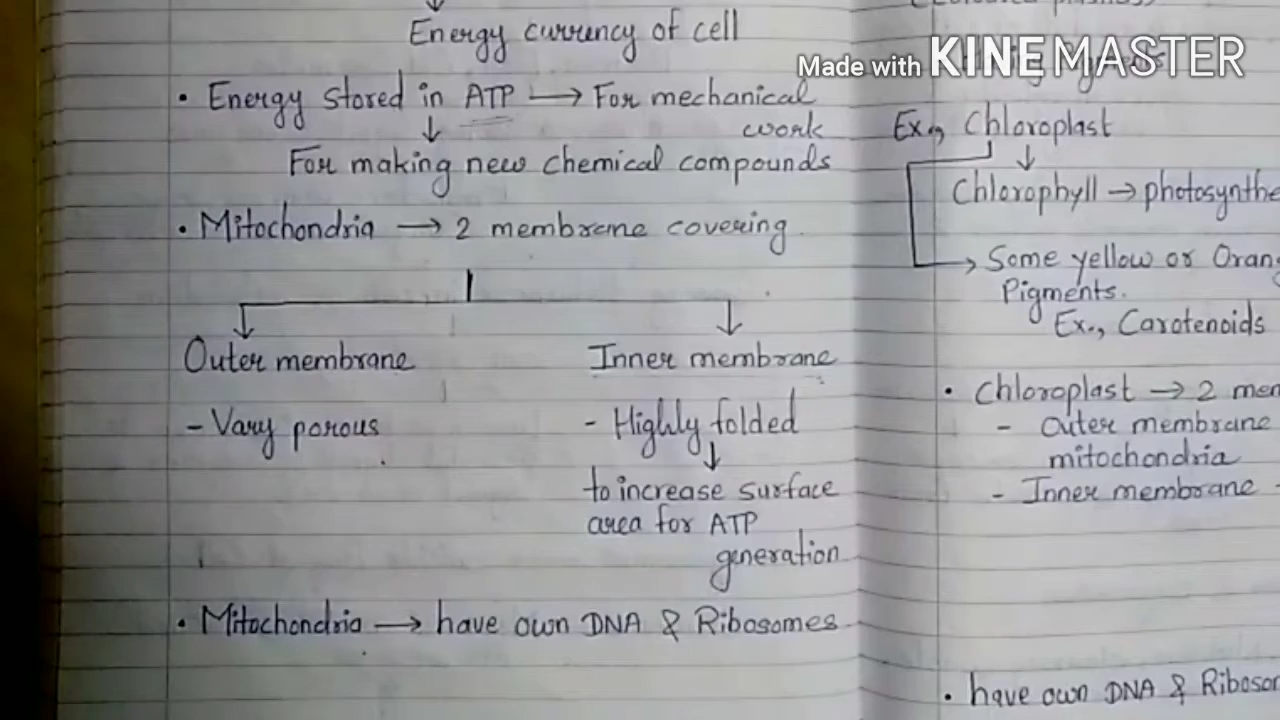 Energy currency of cell
• Energy stored in ATP → For mechanical
work
↓
For making new chemical compounds
• Mitochondria → 2 membrane covering
Outer membrane
- Vary porous
Inner membrane
- Highly folded
↓
to increase surface
area for ATP
generation
• Mitochondria → have own DNA & Ribosomes
Made with KINEMASTER
Ex., Chloroplast
↓
Chlorophyll → photosynthe
→ Some yellow or Orang
Pigments.
Ex., Carotenoids
• Chloroplast → 2 mem
- Outer membrane
mitochondria
- Inner membrane -
• have own DNA & Ribosom